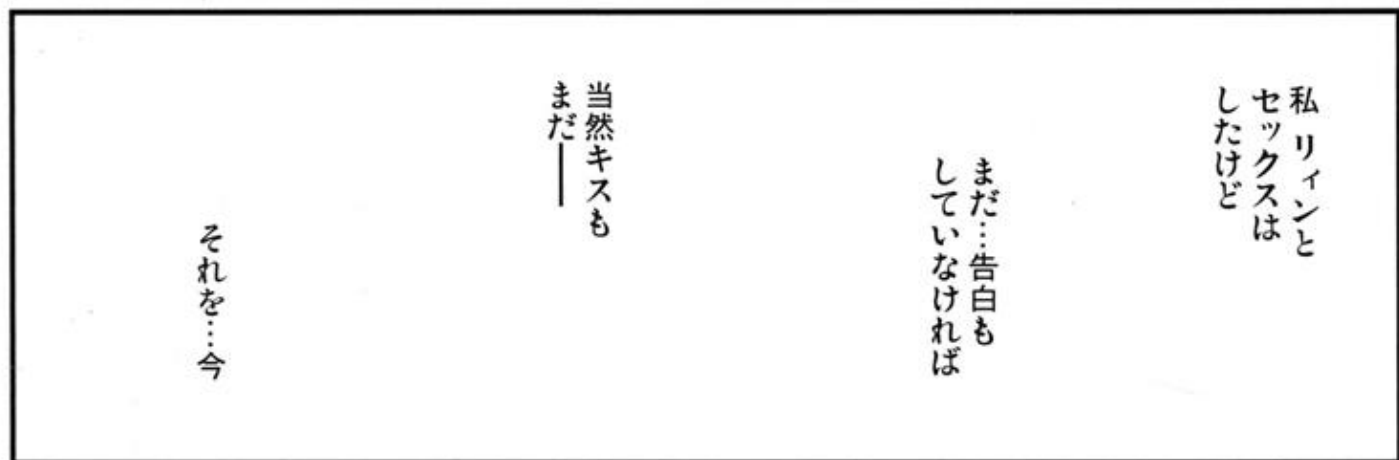 私 リィンと
セックスは
したけど
まだ…告白も
していなければ
当然キスも
まだ――
それを…今